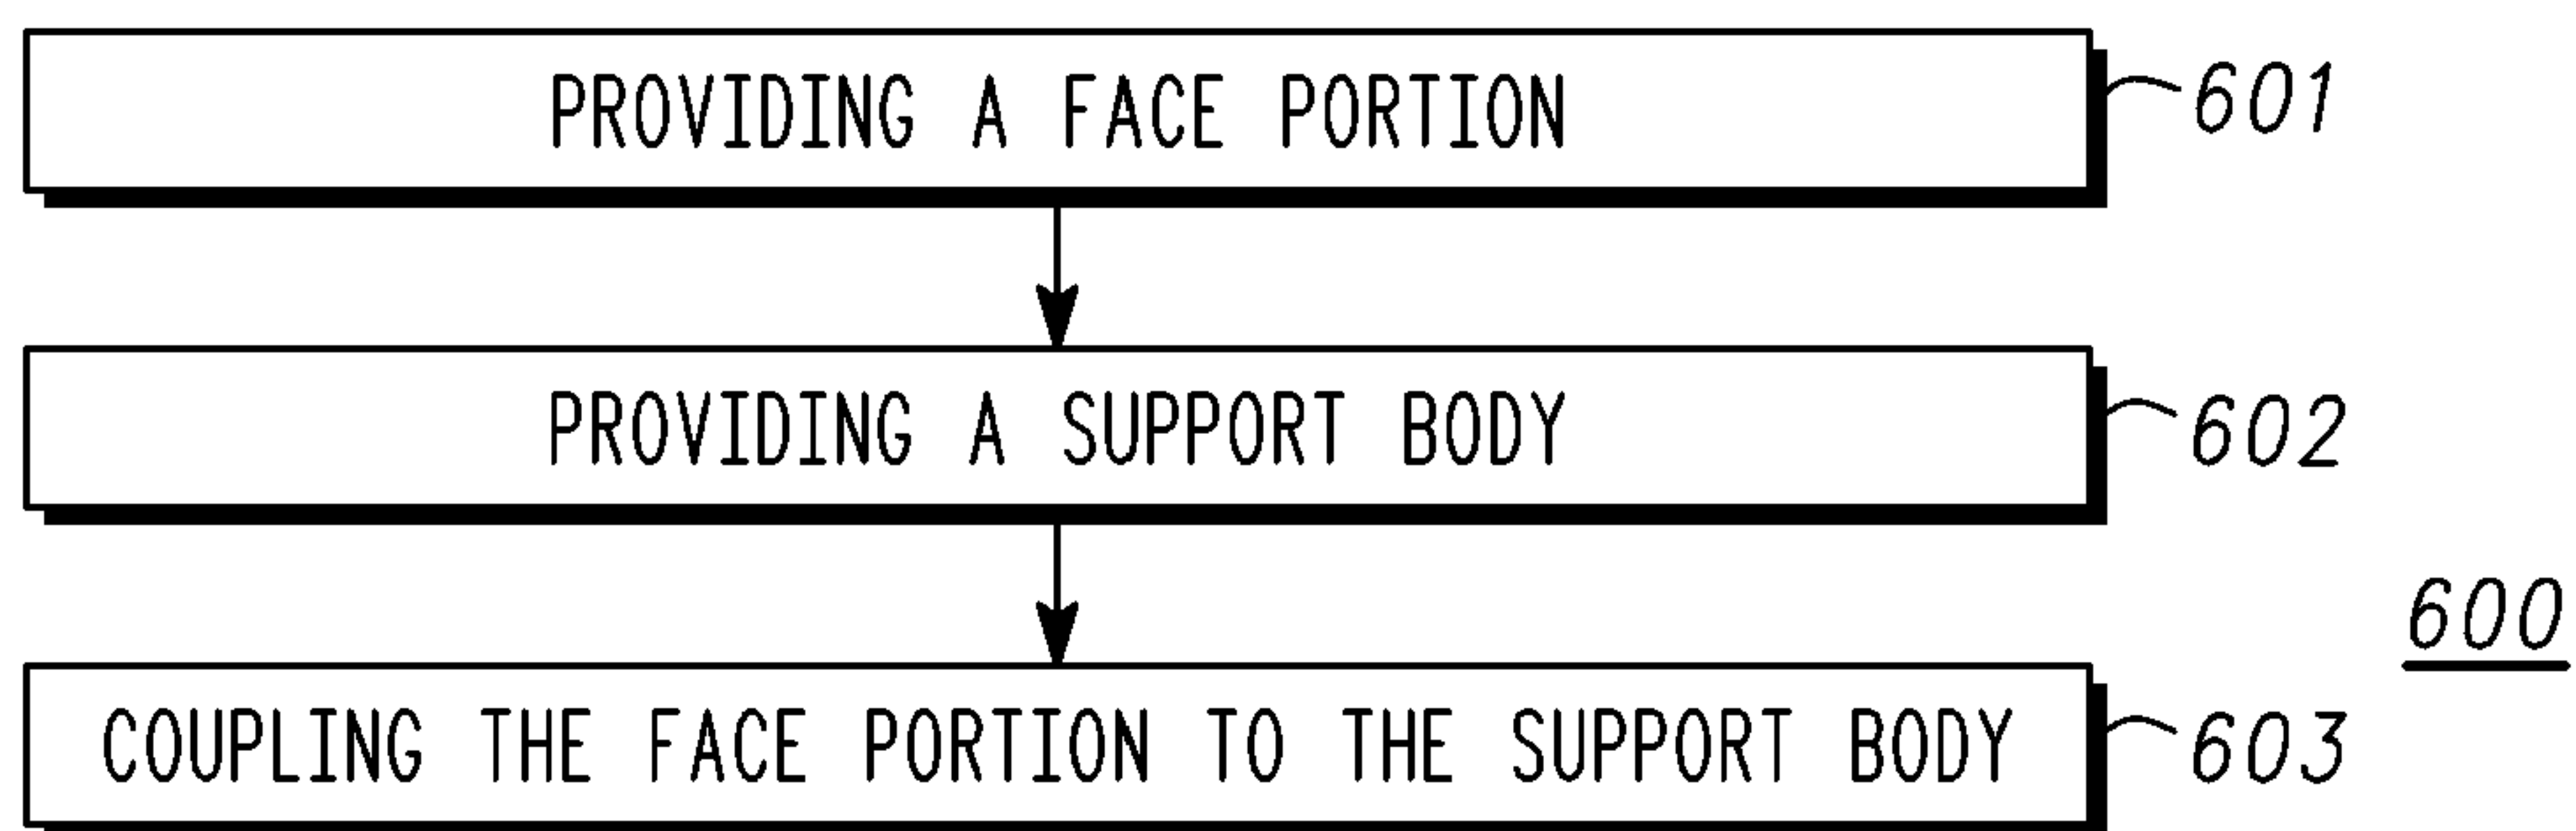 PROVIDING A FACE PORTION 601
PROVIDING A SUPPORT BODY 602
600
COUPLING THE FACE PORTION TO THE SUPPORT BODY 603